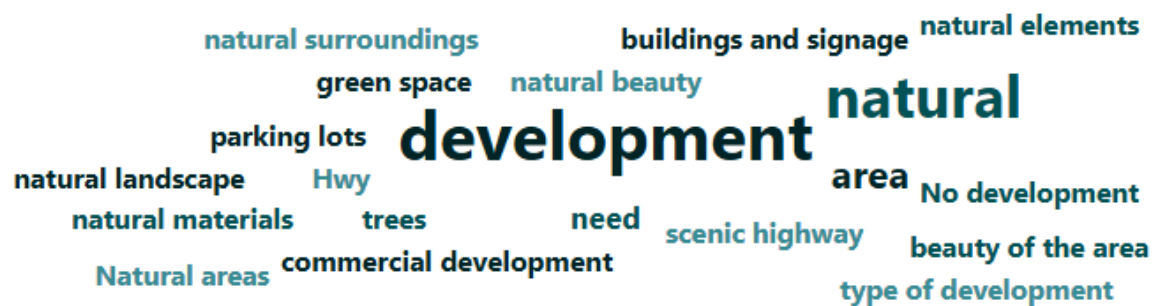 natural surroundings
buildings and signage
natural elements
green space
natural beauty
natural
parking lots
development
natural landscape
Hwy
area
No development
natural materials
trees
need
scenic highway
beauty of the area
Natural areas
commercial development
type of development